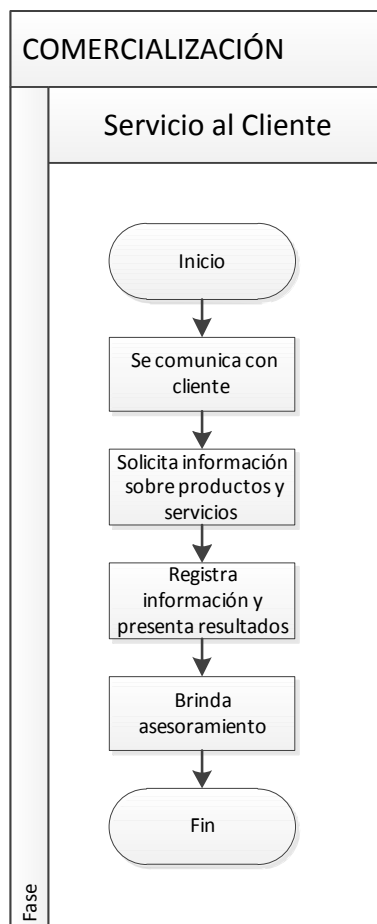 COMERCIALIZACIÓN
Servicio al Cliente
Inicio
Se comunica con
cliente
Solicita información
sobre productos y
servicios
Registra
información y
presenta resultados
Brinda
asesoramiento
Fin
Fase